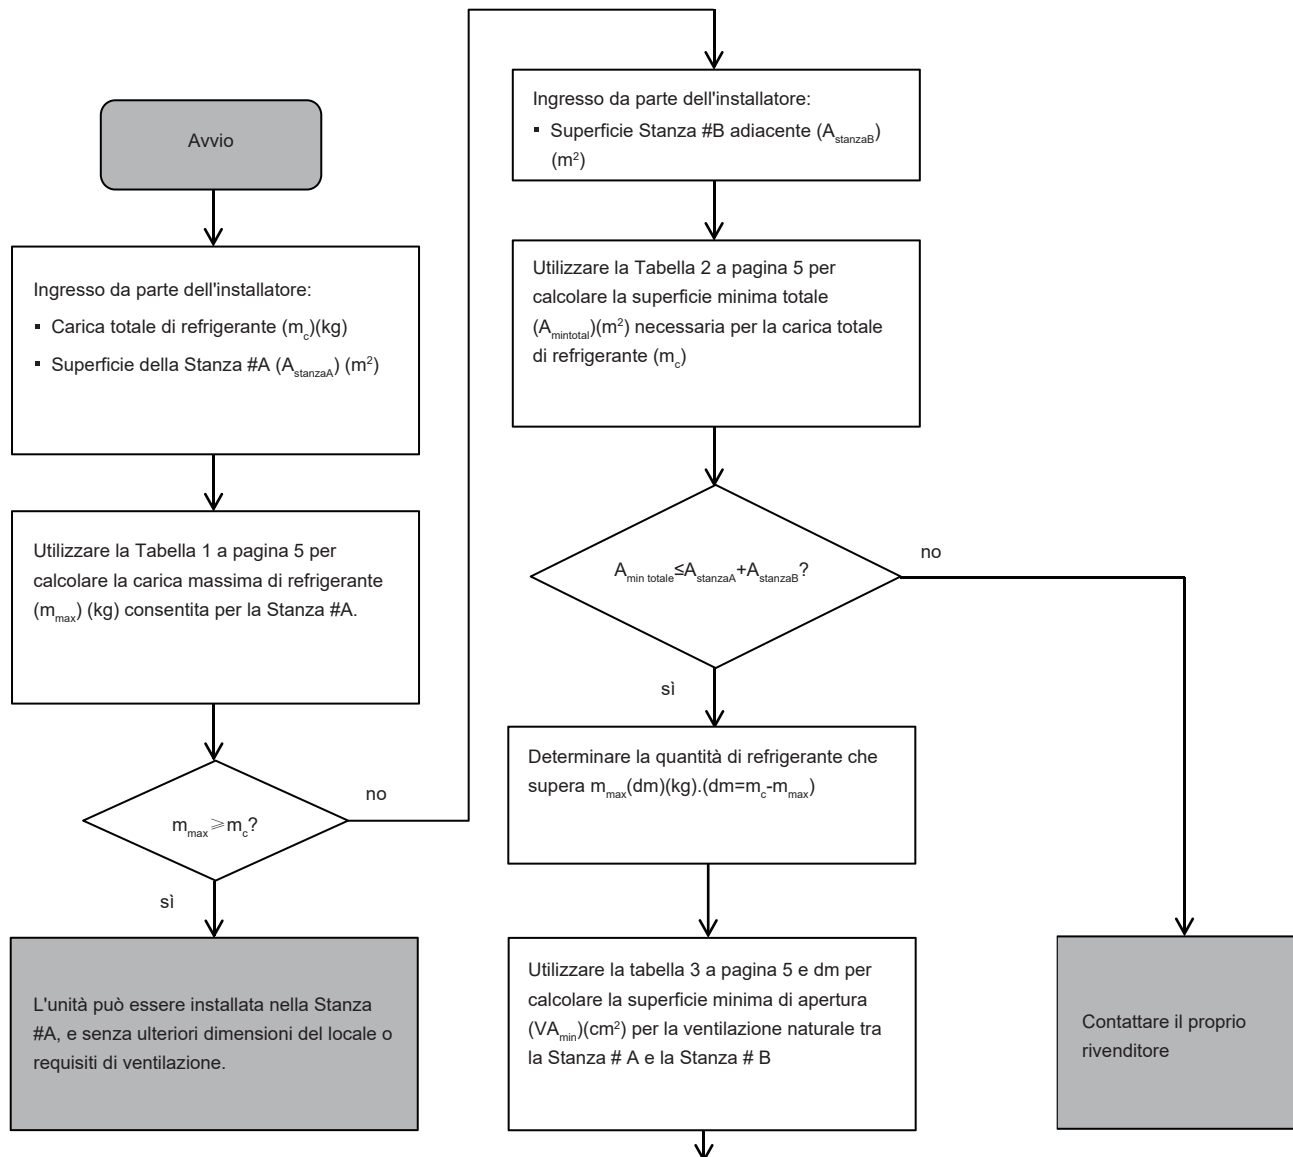 Avvio
Ingresso da parte dell'installatore:
▪ Carica totale di refrigerante (mc)(kg)
▪ Superficie della Stanza #A (AstanzaA) (m²)
Utilizzare la Tabella 1 a pagina 5 per
calcolare la carica massima di refrigerante
(mmax) (kg) consentita per la Stanza #A.
mmax ≥ mc?
no
sì
L'unità può essere installata nella Stanza
#A, e senza ulteriori dimensioni del locale o
requisiti di ventilazione.
Ingresso da parte dell'installatore:
▪ Superficie Stanza #B adiacente (AstanzaB)
(m²)
Utilizzare la Tabella 2 a pagina 5 per
calcolare la superficie minima totale
(Amintotal)(m²) necessaria per la carica totale
di refrigerante (mc)
Amin totale≤AstanzaA+AstanzaB?
no
sì
Determinare la quantità di refrigerante che
supera mmax(dm)(kg).(dm=mc-mmax)
Utilizzare la tabella 3 a pagina 5 e dm per
calcolare la superficie minima di apertura
(VAmin)(cm²) per la ventilazione naturale tra
la Stanza # A e la Stanza # B
Contattare il proprio
rivenditore